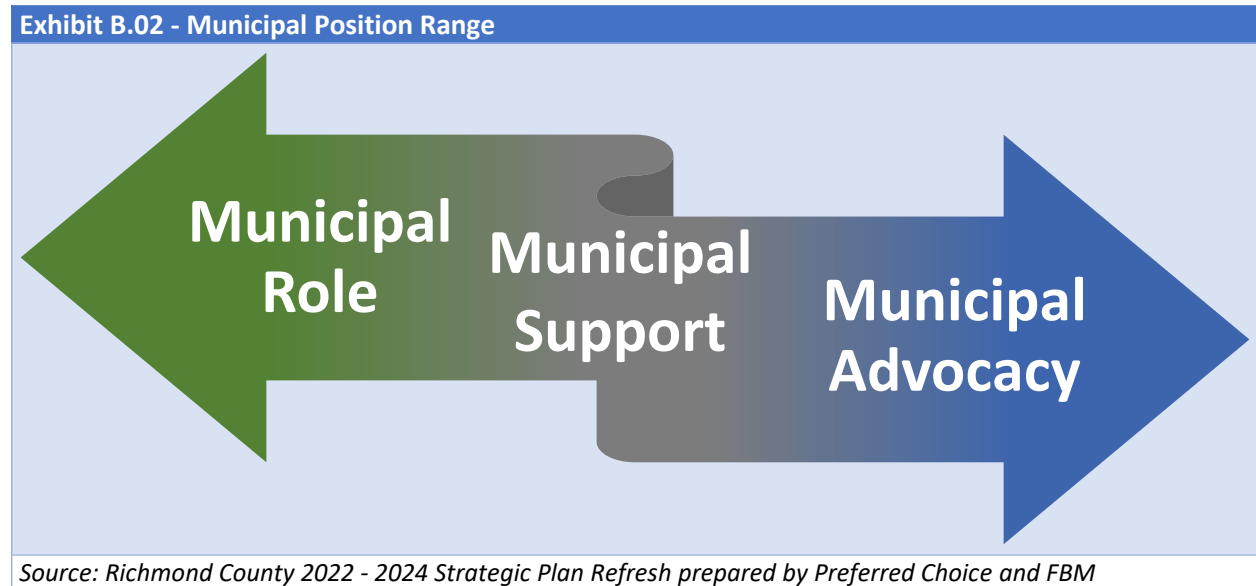 Exhibit B.02 - Municipal Position Range
Municipal
Role
Municipal
Support
Municipal
Advocacy
Source: Richmond County 2022 - 2024 Strategic Plan Refresh prepared by Preferred Choice and FBM